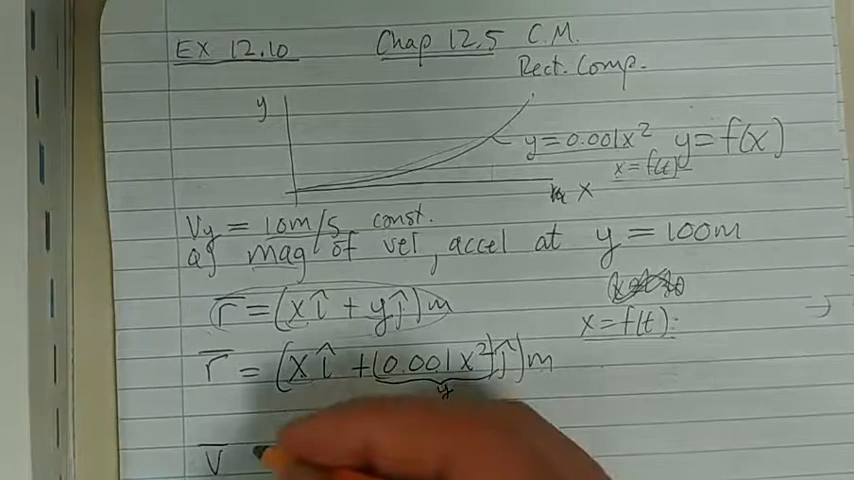 EX 12.10 Chap 12.5 C.M.
Rect. Comp.
y
y = 0.001x² y = f(x)
x = f(t)
x
Vy = 10m/s const.
a) mag of vel, accel at y = 100m
r̅ = (xî + yĵ)m
x = f(t):
r̅ = (xî + (0.001x²)ĵ)m
y
v̅